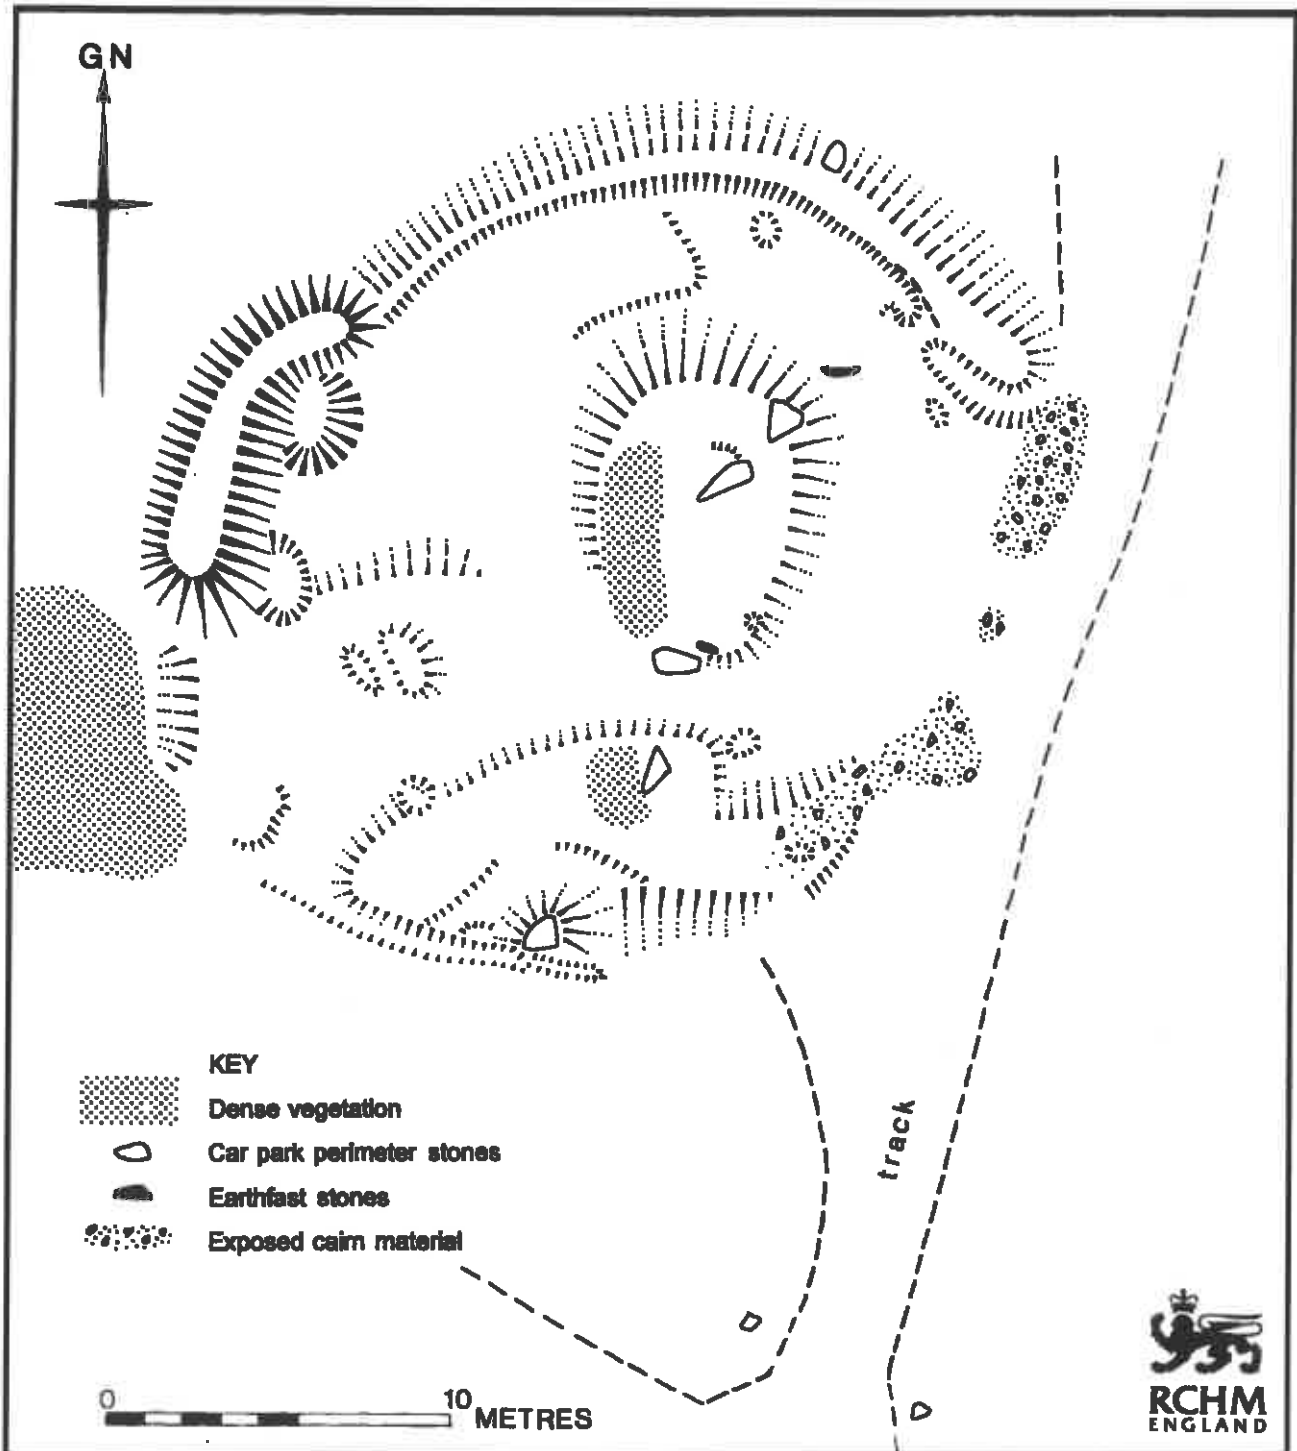 GN
KEY
Dense vegetation
Car park perimeter stones
Earthfast stones
Exposed cairn material
track
0 10 METRES
RCHM
ENGLAND